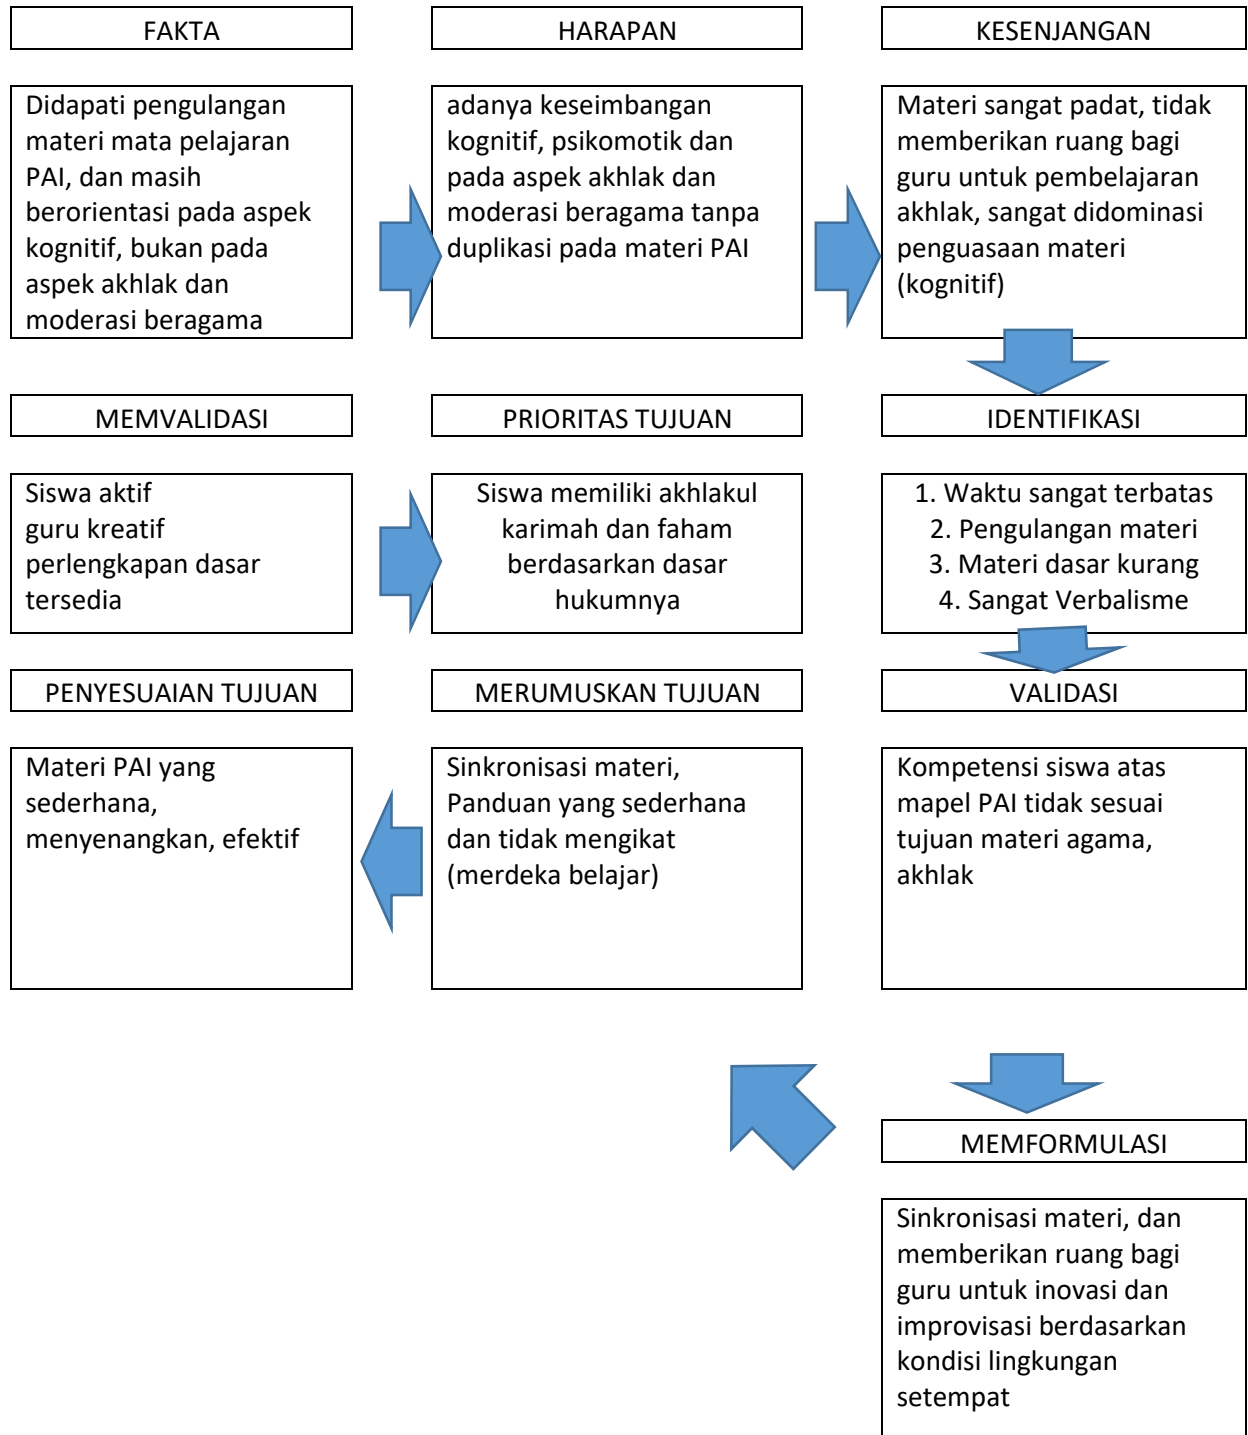 FAKTA
HARAPAN
KESENJANGAN
Didapati pengulangan
materi mata pelajaran
PAI, dan masih
berorientasi pada aspek
kognitif, bukan pada
aspek akhlak dan
moderasi beragama
adanya keseimbangan
kognitif, psikomotik dan
pada aspek akhlak dan
moderasi beragama tanpa
duplikasi pada materi PAI
Materi sangat padat, tidak
memberikan ruang bagi
guru untuk pembelajaran
akhlak, sangat didominasi
penguasaan materi
(kognitif)
MEMVALIDASI
PRIORITAS TUJUAN
IDENTIFIKASI
Siswa aktif
guru kreatif
perlengkapan dasar
tersedia
Siswa memiliki akhlakul
karimah dan faham
berdasarkan dasar
hukumnya
1. Waktu sangat terbatas
2. Pengulangan materi
3. Materi dasar kurang
4. Sangat Verbalisme
PENYESUAIAN TUJUAN
MERUMUSKAN TUJUAN
VALIDASI
Materi PAI yang
sederhana,
menyenangkan, efektif
Sinkronisasi materi,
Panduan yang sederhana
dan tidak mengikat
(merdeka belajar)
Kompetensi siswa atas
mapel PAI tidak sesuai
tujuan materi agama,
akhlak
MEMFORMULASI
Sinkronisasi materi, dan
memberikan ruang bagi
guru untuk inovasi dan
improvisasi berdasarkan
kondisi lingkungan
setempat